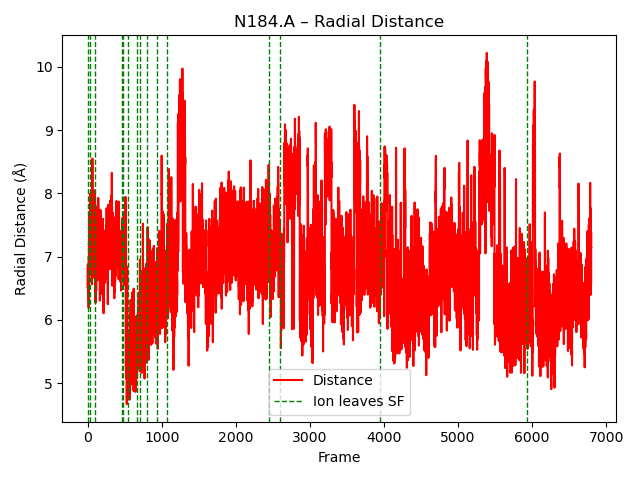 N184.A – Radial Distance
Radial Distance (Å)
10
9
8
7
6
5
Distance
Ion leaves SF
0 1000 2000 3000 4000 5000 6000 7000
Frame